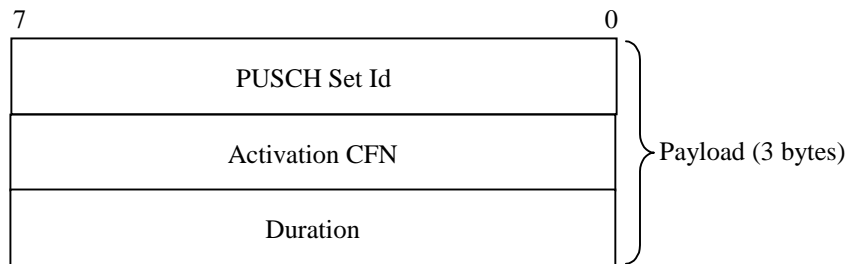 7 0
PUSCH Set Id
Activation CFN
Payload (3 bytes)
Duration